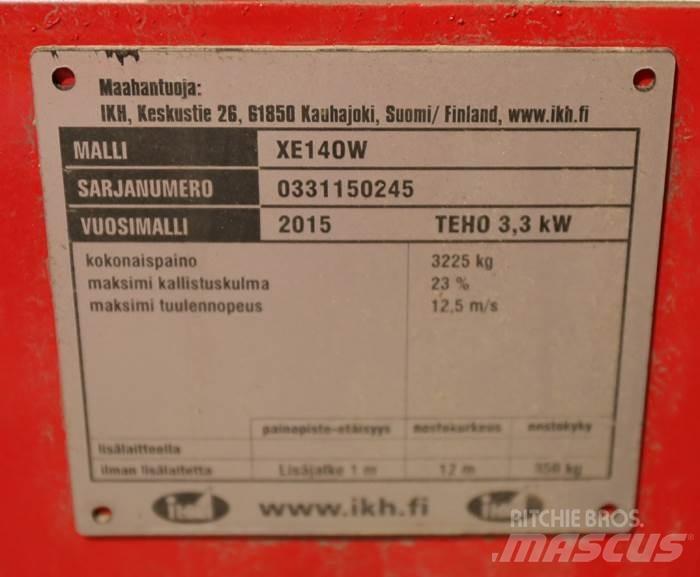 Maahantuoja:
IKH, Keskustie 26, 61850 Kauhajoki, Suomi/ Finland, www.ikh.fi
MALLI XE140W
SARJANUMERO 0331150245
VUOSIMALLI 2015 TEHO 3,3 kW
kokonaispaino 3225 kg
maksimi kallistuskulma 23 %
maksimi tuulennopeus 12,5 m/s
painopiste-etäisyys nostokorkeus nostokyky
lisälaitteella
ilman lisälaitetta Lisäjatke 1 m 12 m 350 kg
www.ikh.fi
RITCHIE BROS.
MASCUS